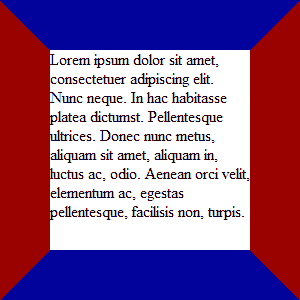 Lorem ipsum dolor sit amet,
consectetuer adipiscing elit.
Nunc neque. In hac habitasse
platea dictumst. Pellentesque
ultrices. Donec nunc metus,
aliquam sit amet, aliquam in,
luctus ac, odio. Aenean orci velit,
elementum ac, egestas
pellentesque, facilisis non, turpis.